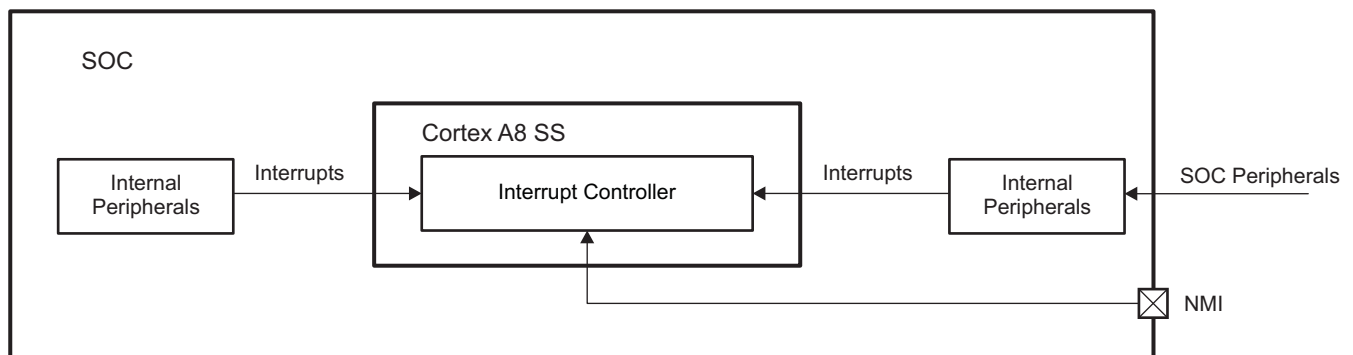 SOC
Cortex A8 SS
Internal
Peripherals
Interrupts
Interrupt Controller
Interrupts
Internal
Peripherals
SOC Peripherals
NMI